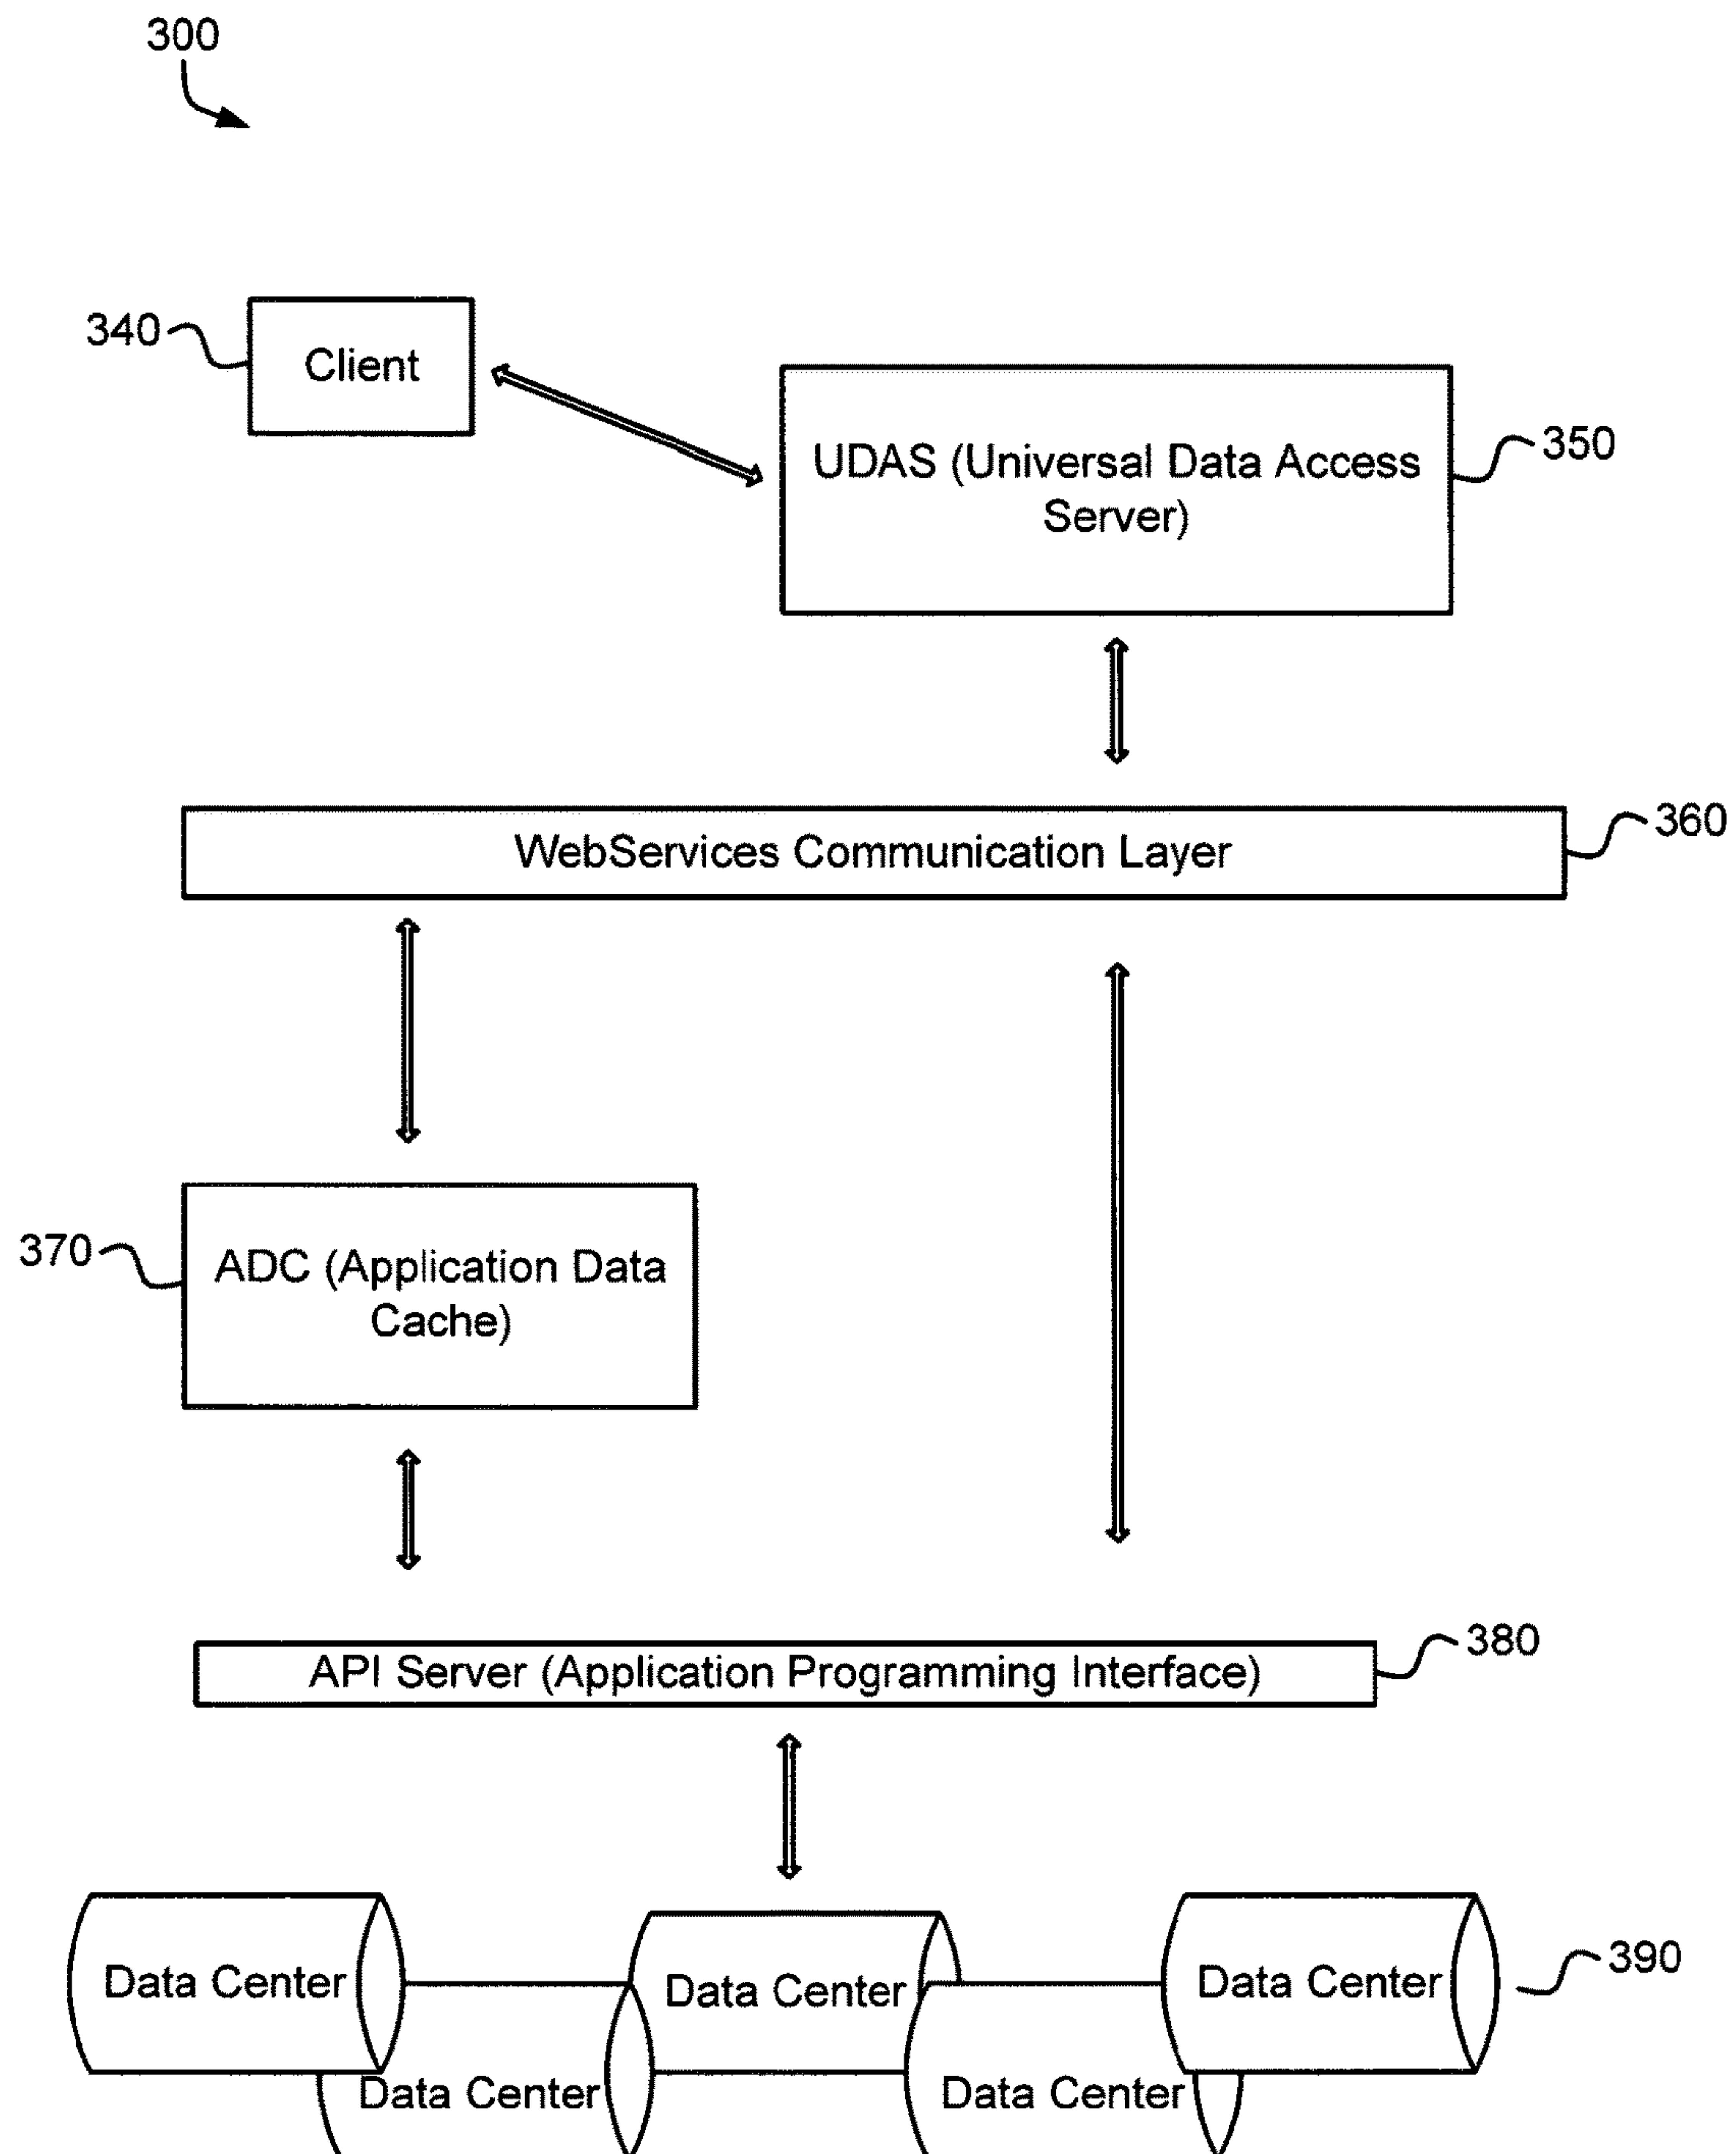 300
340
Client
UDAS (Universal Data Access
Server)
350
WebServices Communication Layer
360
370
ADC (Application Data
Cache)
API Server (Application Programming Interface)
380
Data Center
Data Center
Data Center
390
Data Center
Data Center